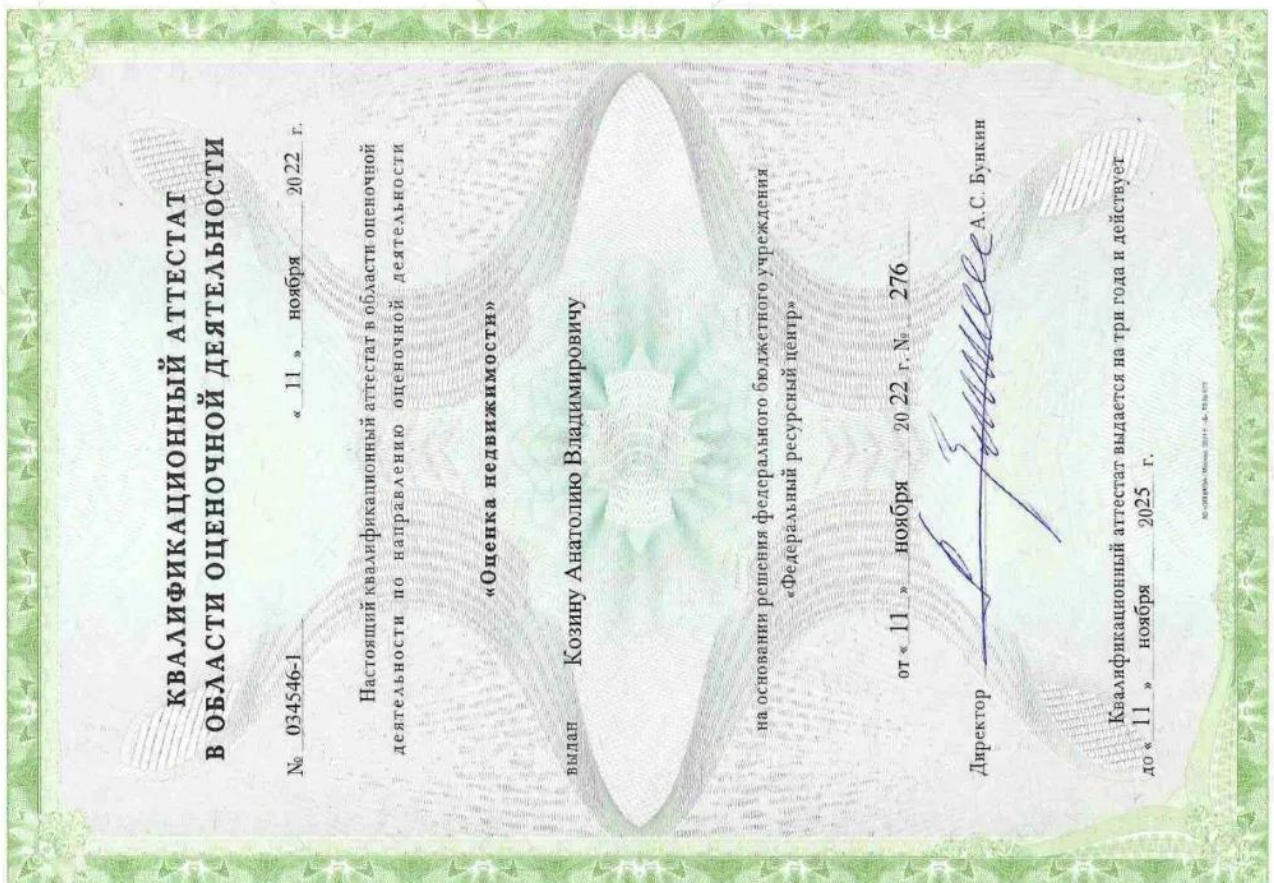 КВАЛИФИКАЦИОННЫЙ АТТЕСТАТ
В ОБЛАСТИ ОЦЕНОЧНОЙ ДЕЯТЕЛЬНОСТИ
№ 034546-1 « 11 » ноября 2022 г.
Настоящий квалификационный аттестат в области оценочной
деятельности по направлению оценочной деятельности
«Оценка недвижимости»
выдан Козину Анатолию Владимировичу
на основании решения федерального бюджетного учреждения
«Федеральный ресурсный центр»
от « 11 » ноября 2022 г. № 276
Директор А.С. Бункин
Квалификационный аттестат выдается на три года и действует
до « 11 » ноября 2025 г.